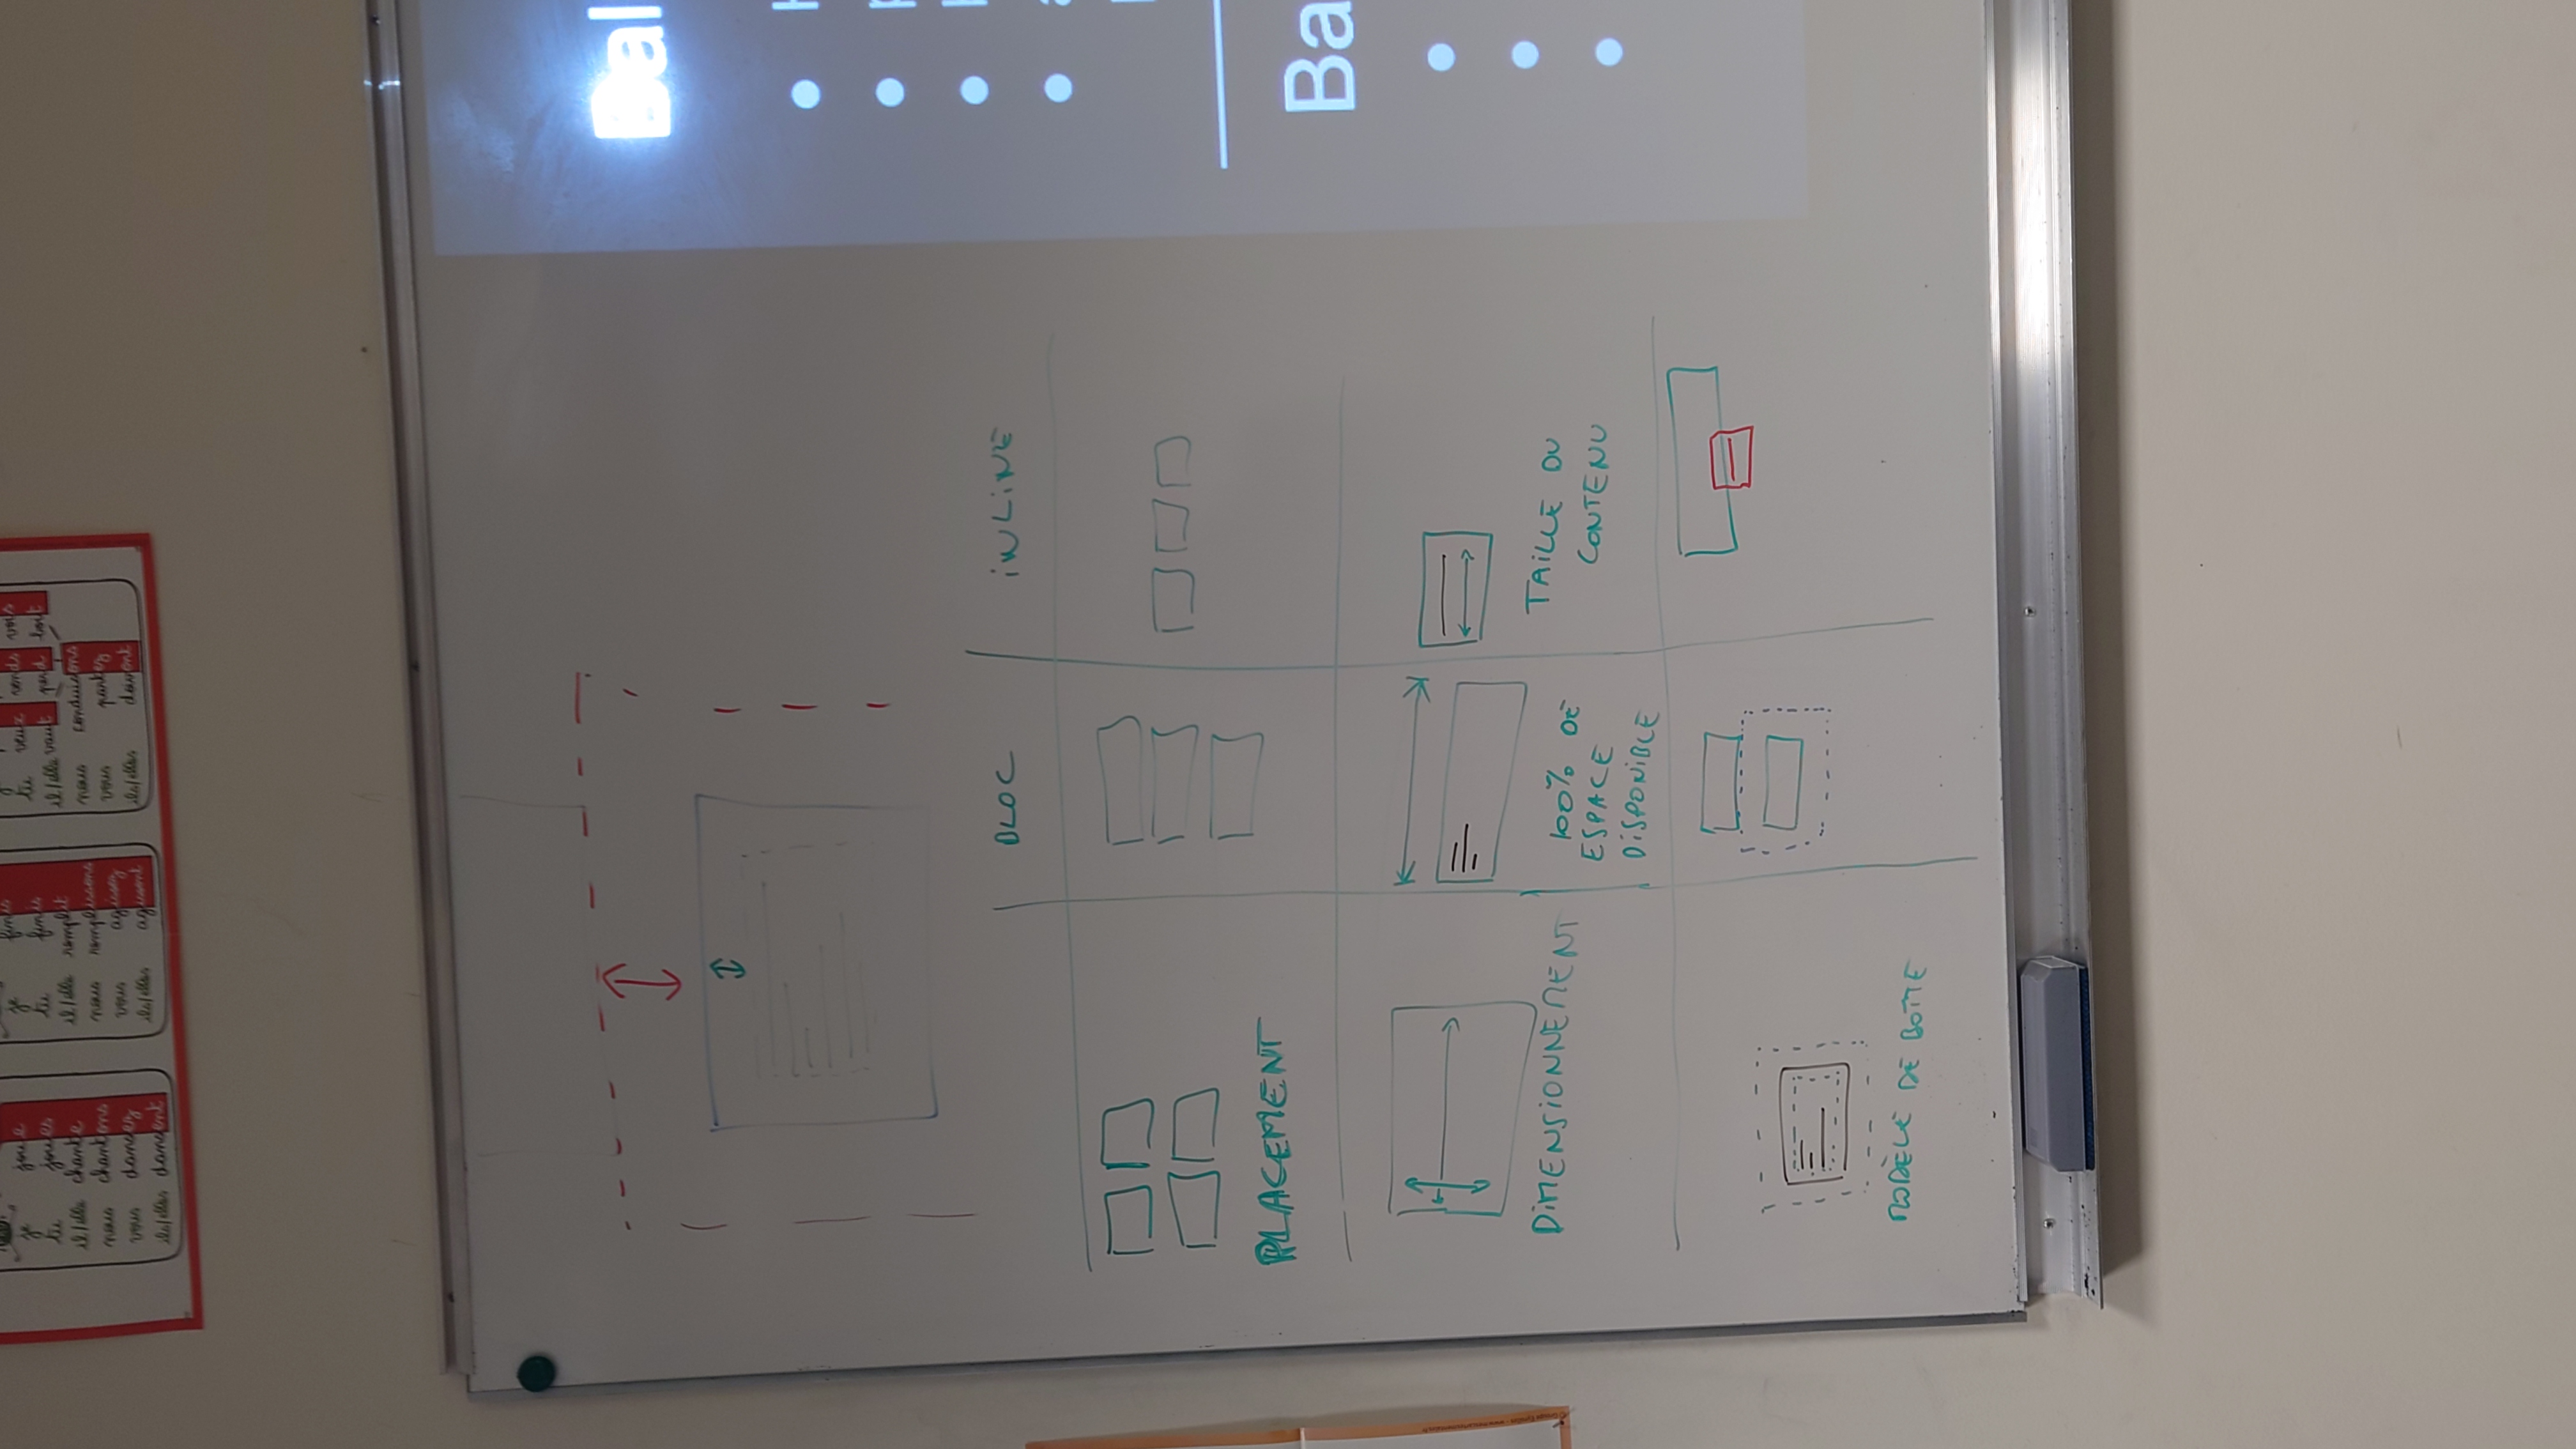 je joue
tu joues
il/elle chante
nous chantons
vous dansez
ils/elles dansent
je finis
tu finis
il/elle remplit
nous remplissons
vous agissez
ils/elles agissent
tu veux vends vois
il/elle vaut perd boit
nous conduisons
vous partez
ils/elles doivent
Bal
BLOC
INLINE
PLACEMENT
Ba
DIMENSIONNEMENT
100% DE
ESPACE
DISPONIBLE
TAILLE DU
CONTENU
MODÈLE DE BOITE